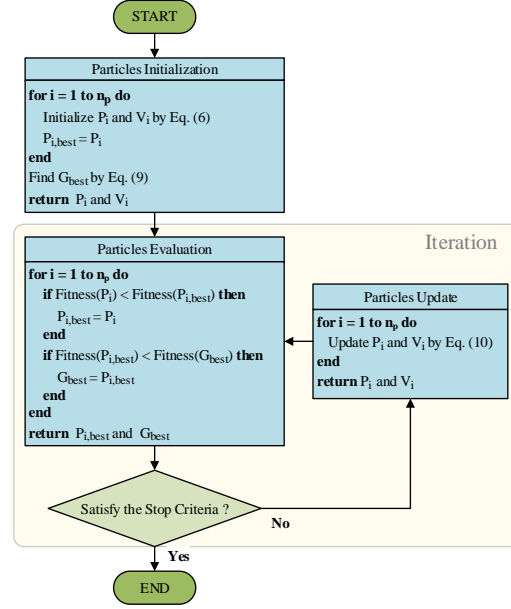 START
Particles Initialization
for i = 1 to nₚ do
Initialize Pᵢ and Vᵢ by Eq. (6)
Pi,best = Pᵢ
end
Find Gbest by Eq. (9)
return Pᵢ and Vᵢ
Iteration
Particles Evaluation
for i = 1 to nₚ do
if Fitness(Pᵢ) < Fitness(Pi,best) then
Pi,best = Pᵢ
end
if Fitness(Pi,best) < Fitness(Gbest) then
Gbest = Pi,best
end
end
return Pi,best and Gbest
Particles Update
for i = 1 to nₚ do
Update Pᵢ and Vᵢ by Eq. (10)
end
return Pᵢ and Vᵢ
Satisfy the Stop Criteria ?
No
Yes
END